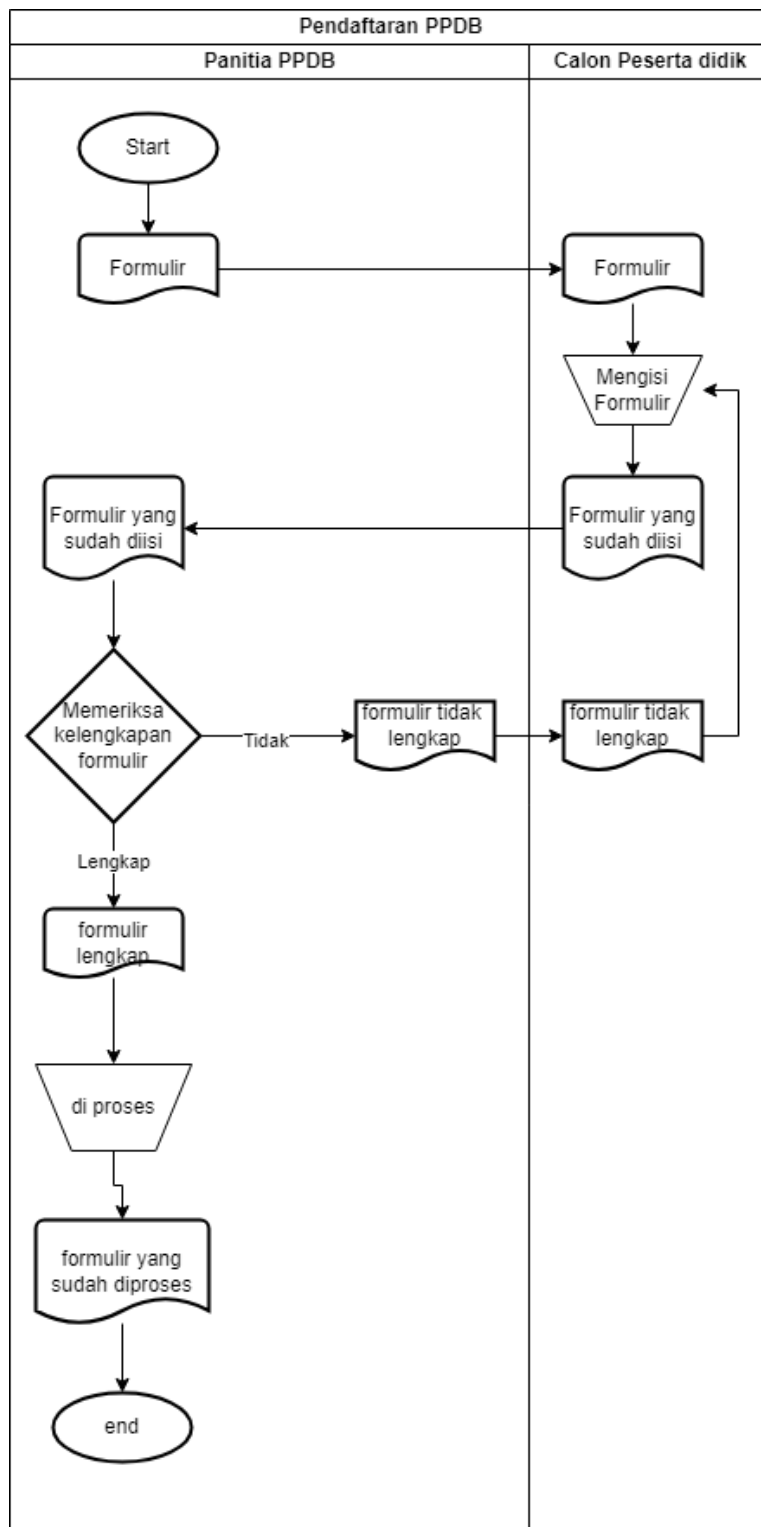 Pendaftaran PPDB
Panitia PPDB
Calon Peserta didik
Start
Formulir
Formulir
Mengisi
Formulir
Formulir yang
sudah diisi
Formulir yang
sudah diisi
Memeriksa
kelengkapan
formulir
Tidak
formulir tidak
lengkap
formulir tidak
lengkap
Lengkap
formulir
lengkap
di proses
formulir yang
sudah diproses
end